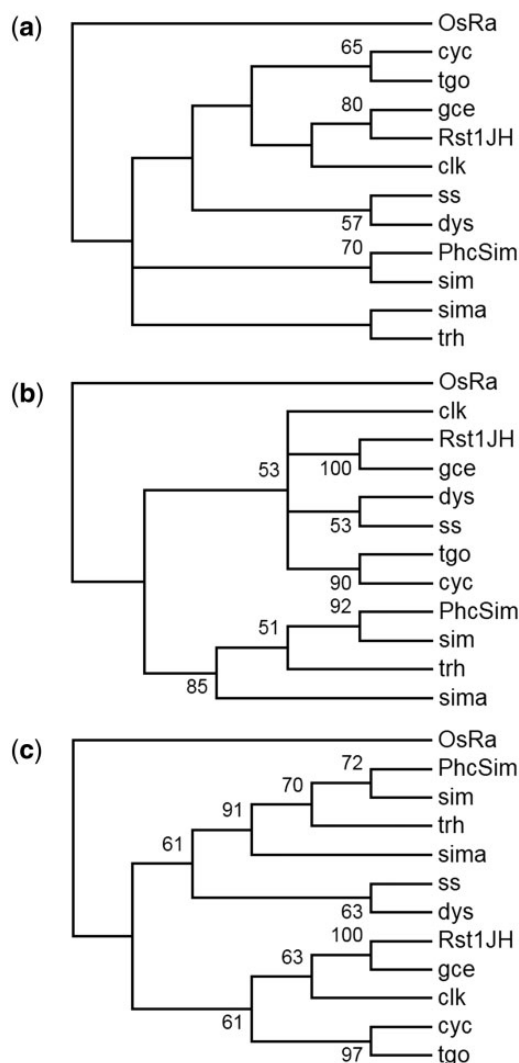 (a)
OsRa
65 cyc
tgo
80 gce
Rst1JH
clk
ss
57 dys
70 PhcSim
sim
sima
trh
(b)
OsRa
clk
Rst1JH
53 100 gce
dys
53 ss
tgo
90 cyc
92 PhcSim
51 sim
trh
85 sima
(c)
OsRa
72 PhcSim
70 sim
91 trh
61 sima
ss
63 dys
100 Rst1JH
63 gce
clk
61 cyc
97 tgo